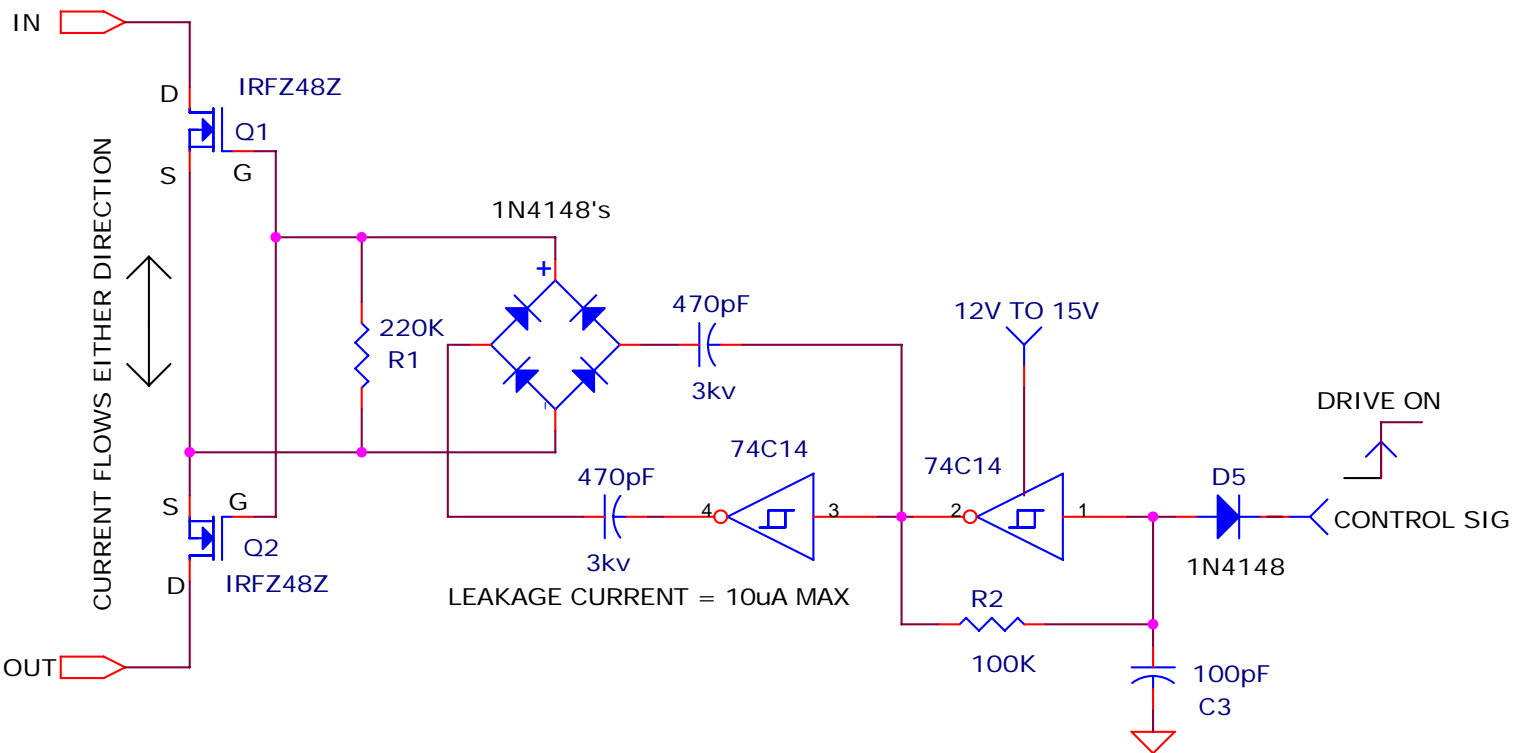 IN
D
IRFZ48Z
Q1
S
G
CURRENT FLOWS EITHER DIRECTION
1N4148's
+
-
220K
R1
470pF
3kv
12V TO 15V
DRIVE ON
74C14
74C14
470pF
3kv
4
3
2
1
D5
CONTROL SIG
1N4148
S
G
Q2
D
IRFZ48Z
LEAKAGE CURRENT = 10uA MAX
R2
100K
OUT
100pF
C3